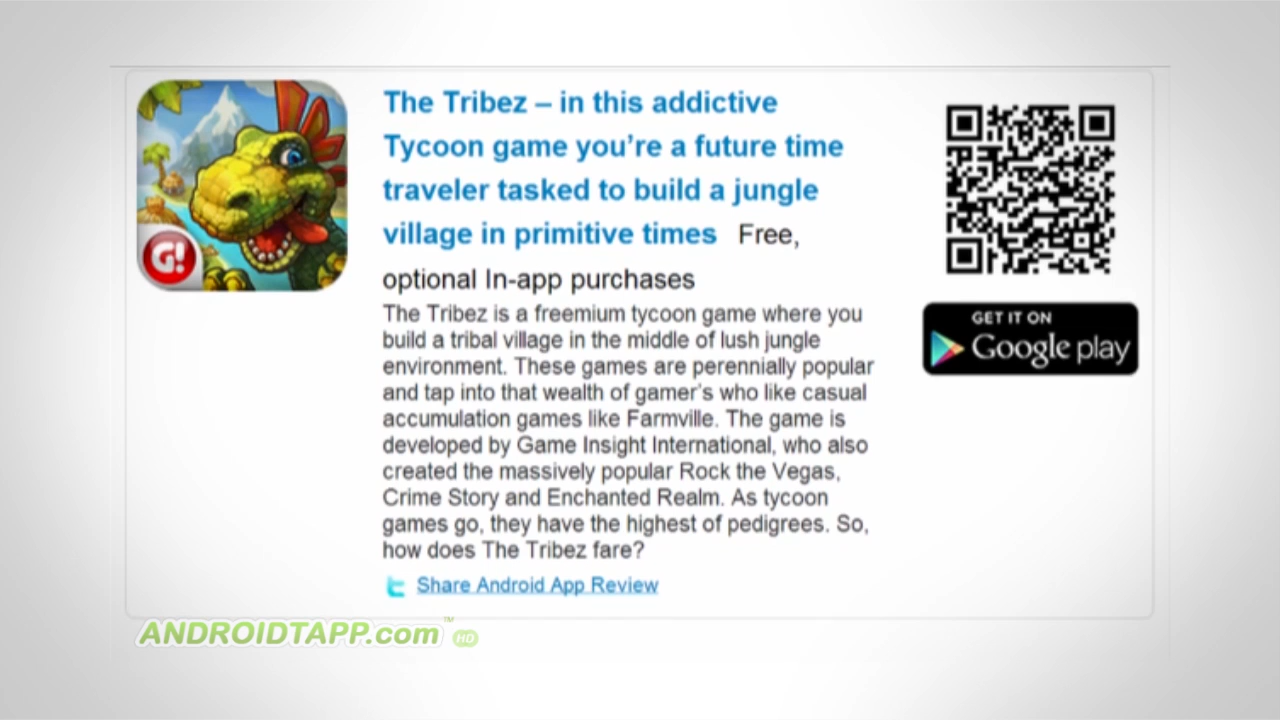 The Tribez – in this addictive
Tycoon game you’re a future time
traveler tasked to build a jungle
village in primitive times Free,
optional In-app purchases
The Tribez is a freemium tycoon game where you
build a tribal village in the middle of lush jungle
environment. These games are perennially popular
and tap into that wealth of gamer’s who like casual
accumulation games like Farmville. The game is
developed by Game Insight International, who also
created the massively popular Rock the Vegas,
Crime Story and Enchanted Realm. As tycoon
games go, they have the highest of pedigrees. So,
how does The Tribez fare?
Share Android App Review
G!
GET IT ON
Google play
ANDROIDTAPP.com™ HD